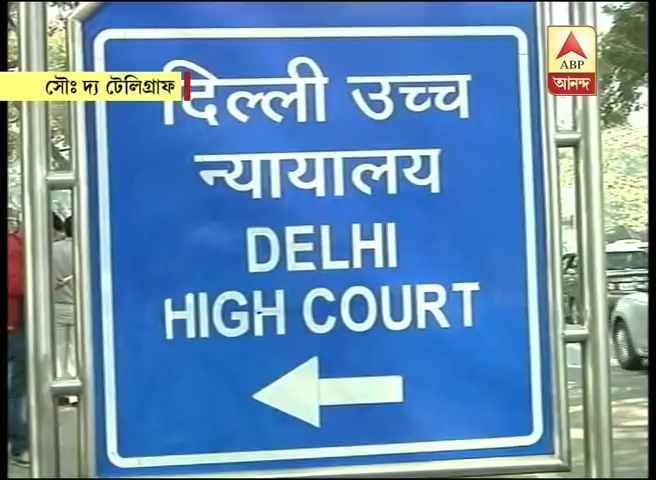 সৌঃ দ্য টেলিগ্রাফ
ABP
আনন্দ
दिल्ली उच्च
न्यायालय
DELHI
HIGH COURT